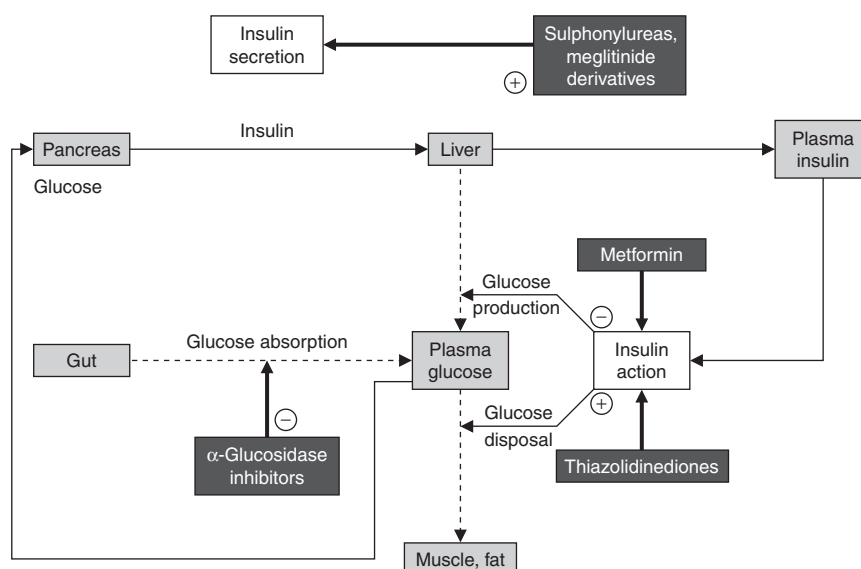 Insulin
secretion
Sulphonylureas,
meglitinide
derivatives
+
Pancreas
Insulin
Liver
Plasma
insulin
Glucose
Metformin
Glucose
production
−
Gut
Glucose absorption
Plasma
glucose
Insulin
action
+
Glucose
disposal
−
α-Glucosidase
inhibitors
Thiazolidinediones
Muscle, fat